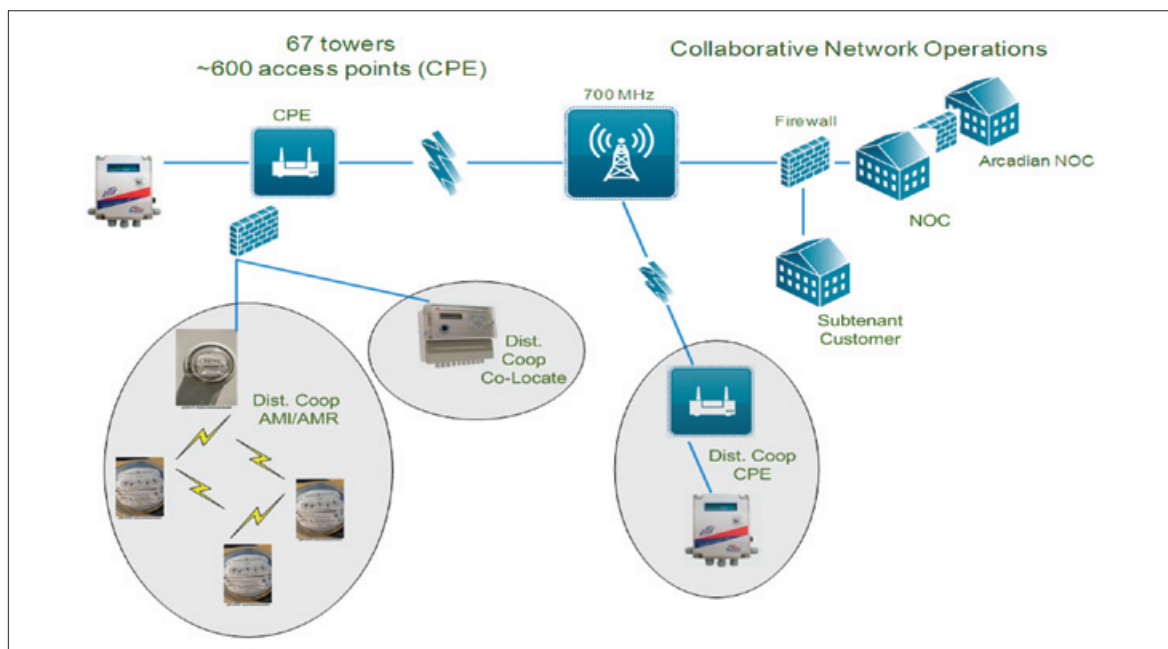 67 towers
~600 access points (CPE)
Collaborative Network Operations
700 MHz
CPE
Firewall
Arcadian NOC
NOC
Subtenant
Customer
Dist.
Coop
Co-Locate
Dist. Coop
AMI/AMR
Dist. Coop
CPE